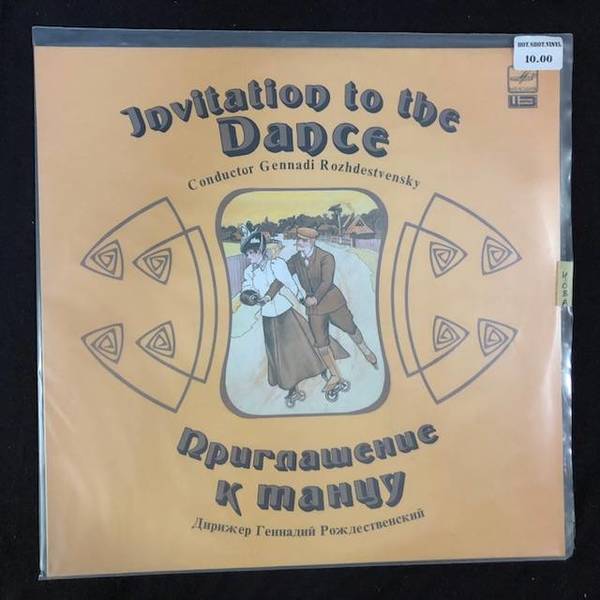 HOT.SHOT.VINYL
10.00
Invitation to the
Dance
Conductor Gennadi Rozhdestvensky
Приглашение
к танцу
Дирижер Геннадий Рождественский